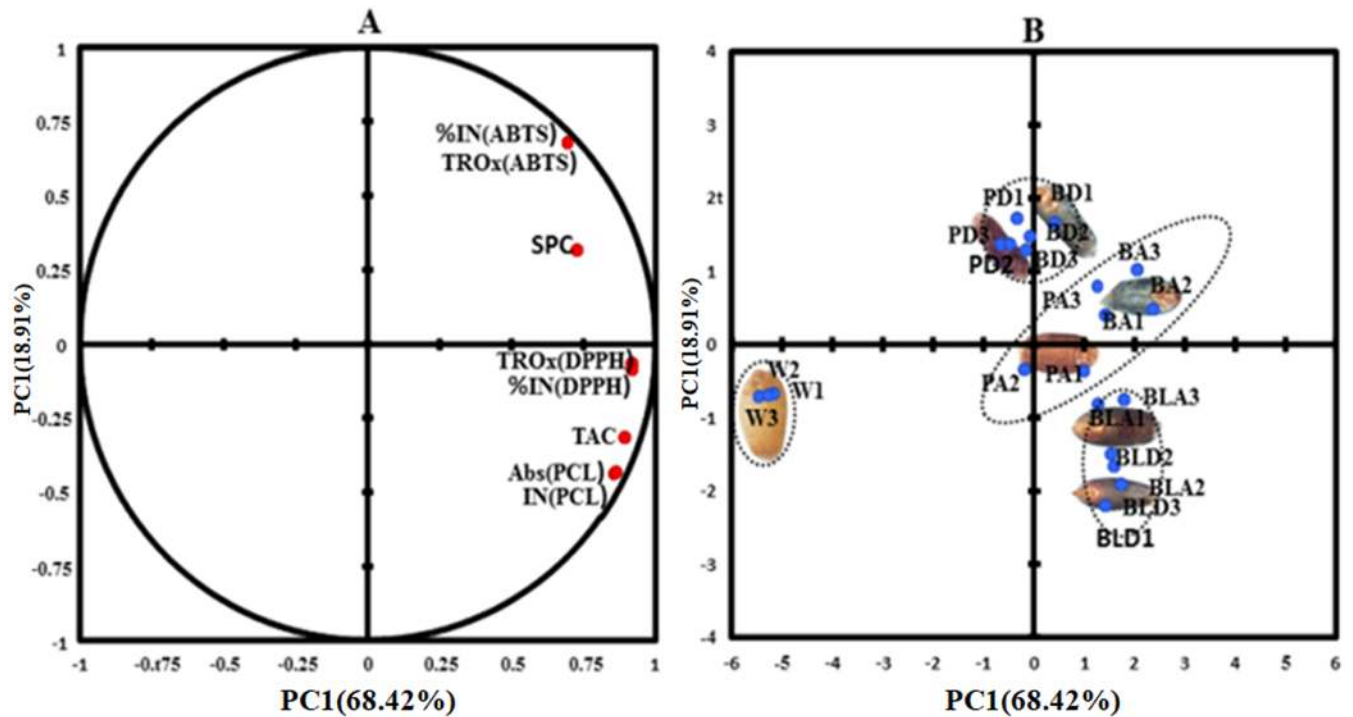 A
1
0.75
0.5
0.25
0
-0.25
-0.5
-0.75
-1
%IN(ABTS)
TROx(ABTS)
SPC
TROx(DPPH)
%IN(DPPH)
TAC
Abs(PCL)
IN(PCL)
-1 -0.t75 -0.5 -0.25 0 0.25 0.5 0.75 1
PC1(18.91%)
PC1(68.42%)
B
4
3
2t
1
0
-1
-2
-3
-4
PD1 BD1
PD3 BD2
PD2 BD3
BA3
PA3 BA2
BA1
PA2 PA1
W2
W1
W3
BLA3
BLA1
BLD2
BLA2
BLD3
BLD1
-6 -5 -4 -3 -2 -1 0 1 2 3 4 5 6
PC1(18.91%)
PC1(68.42%)